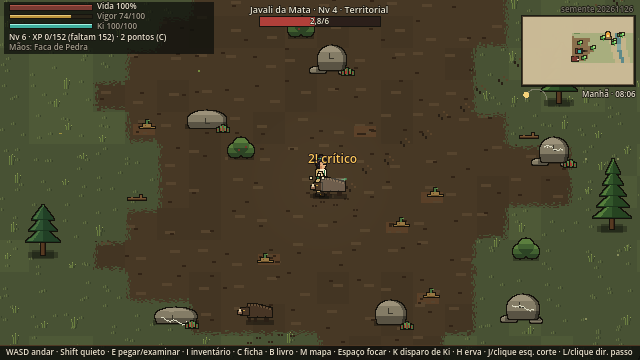 Vida 100%
Vigor 74/100
Ki 100/100
Nv 6 · XP 0/152 (faltam 152) · 2 pontos (C)
Mãos: Faca de Pedra
Javali da Mata · Nv 4 · Territorial
2,8/6
semente 20261126
Manhã · 08:06
2! crítico
WASD andar · Shift quieto · E pegar/examinar · I inventário · C ficha · B livro · M mapa · Espaço focar · K disparo de Ki · H erva · J/clique esq. corte · L/clique dir. passo